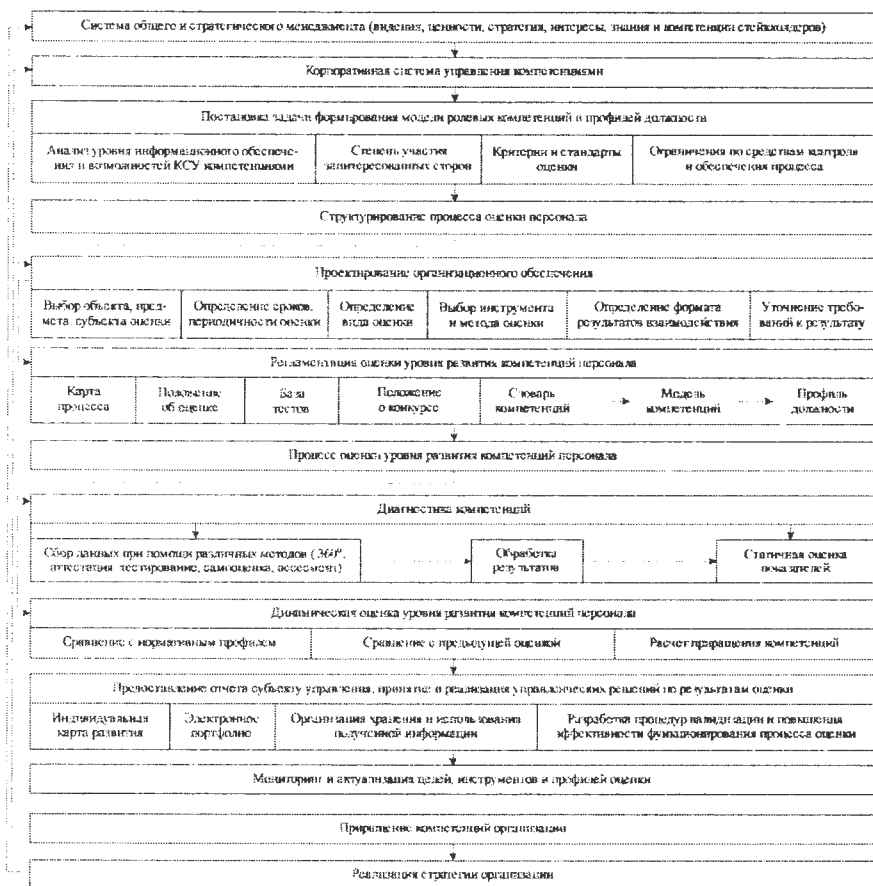 Система общего и стратегического менеджмента (видения, ценности, стратегия, интересы, знания и компетенции стейкхолдеров)
Корпоративная система управления компетенциями
Постановка задачи формирования модели ролевых компетенций и профилей должности
Анализ уровня информационного обеспече-
ния и возможностей КСУ компетенциями
Степень участия
заинтересованных сторон
Критерии и стандарты
оценки
Ограничения по средствам контроля
и обеспечения процесса
Структурирование процесса оценки персонала
Проектирование организационного обеспечения
Выбор объекта, пред-
мета, субъекта оценки
Определение сроков,
периодичности оценки
Определение
вида оценки
Выбор инструмента
и метода оценки
Определение формата
результатов взаимодействия
Уточнение требо-
ваний к результату
Регламентация оценки уровня развития компетенций персонала
Карта
процесса
Положение
об оценке
База
тестов
Положение
о конкурсе
Словарь
компетенций
Модель
компетенций
Профиль
должности
Процесс оценки уровня развития компетенций персонала
Диагностика компетенций
Сбор данных при помощи различных методов (360°,
аттестация, тестирование, самооценка, ассесмент)
Обработка
результатов
Статичная оценка
показателей
Динамическая оценка уровня развития компетенций персонала
Сравнение с нормативным профилем
Сравнение с предыдущей оценкой
Расчет приращения компетенций
Предоставление отчета субъекту управления, принятие и реализация управленческих решений по результатам оценки
Индивидуальная
карта развития
Электронное
портфолио
Организация хранения и использования
полученной информации
Разработка процедур валидизации и повышения
эффективности функционирования процесса оценки
Мониторинг и актуализация целей, инструментов и профилей оценки
Приращение компетенций организации
Реализация стратегии организации